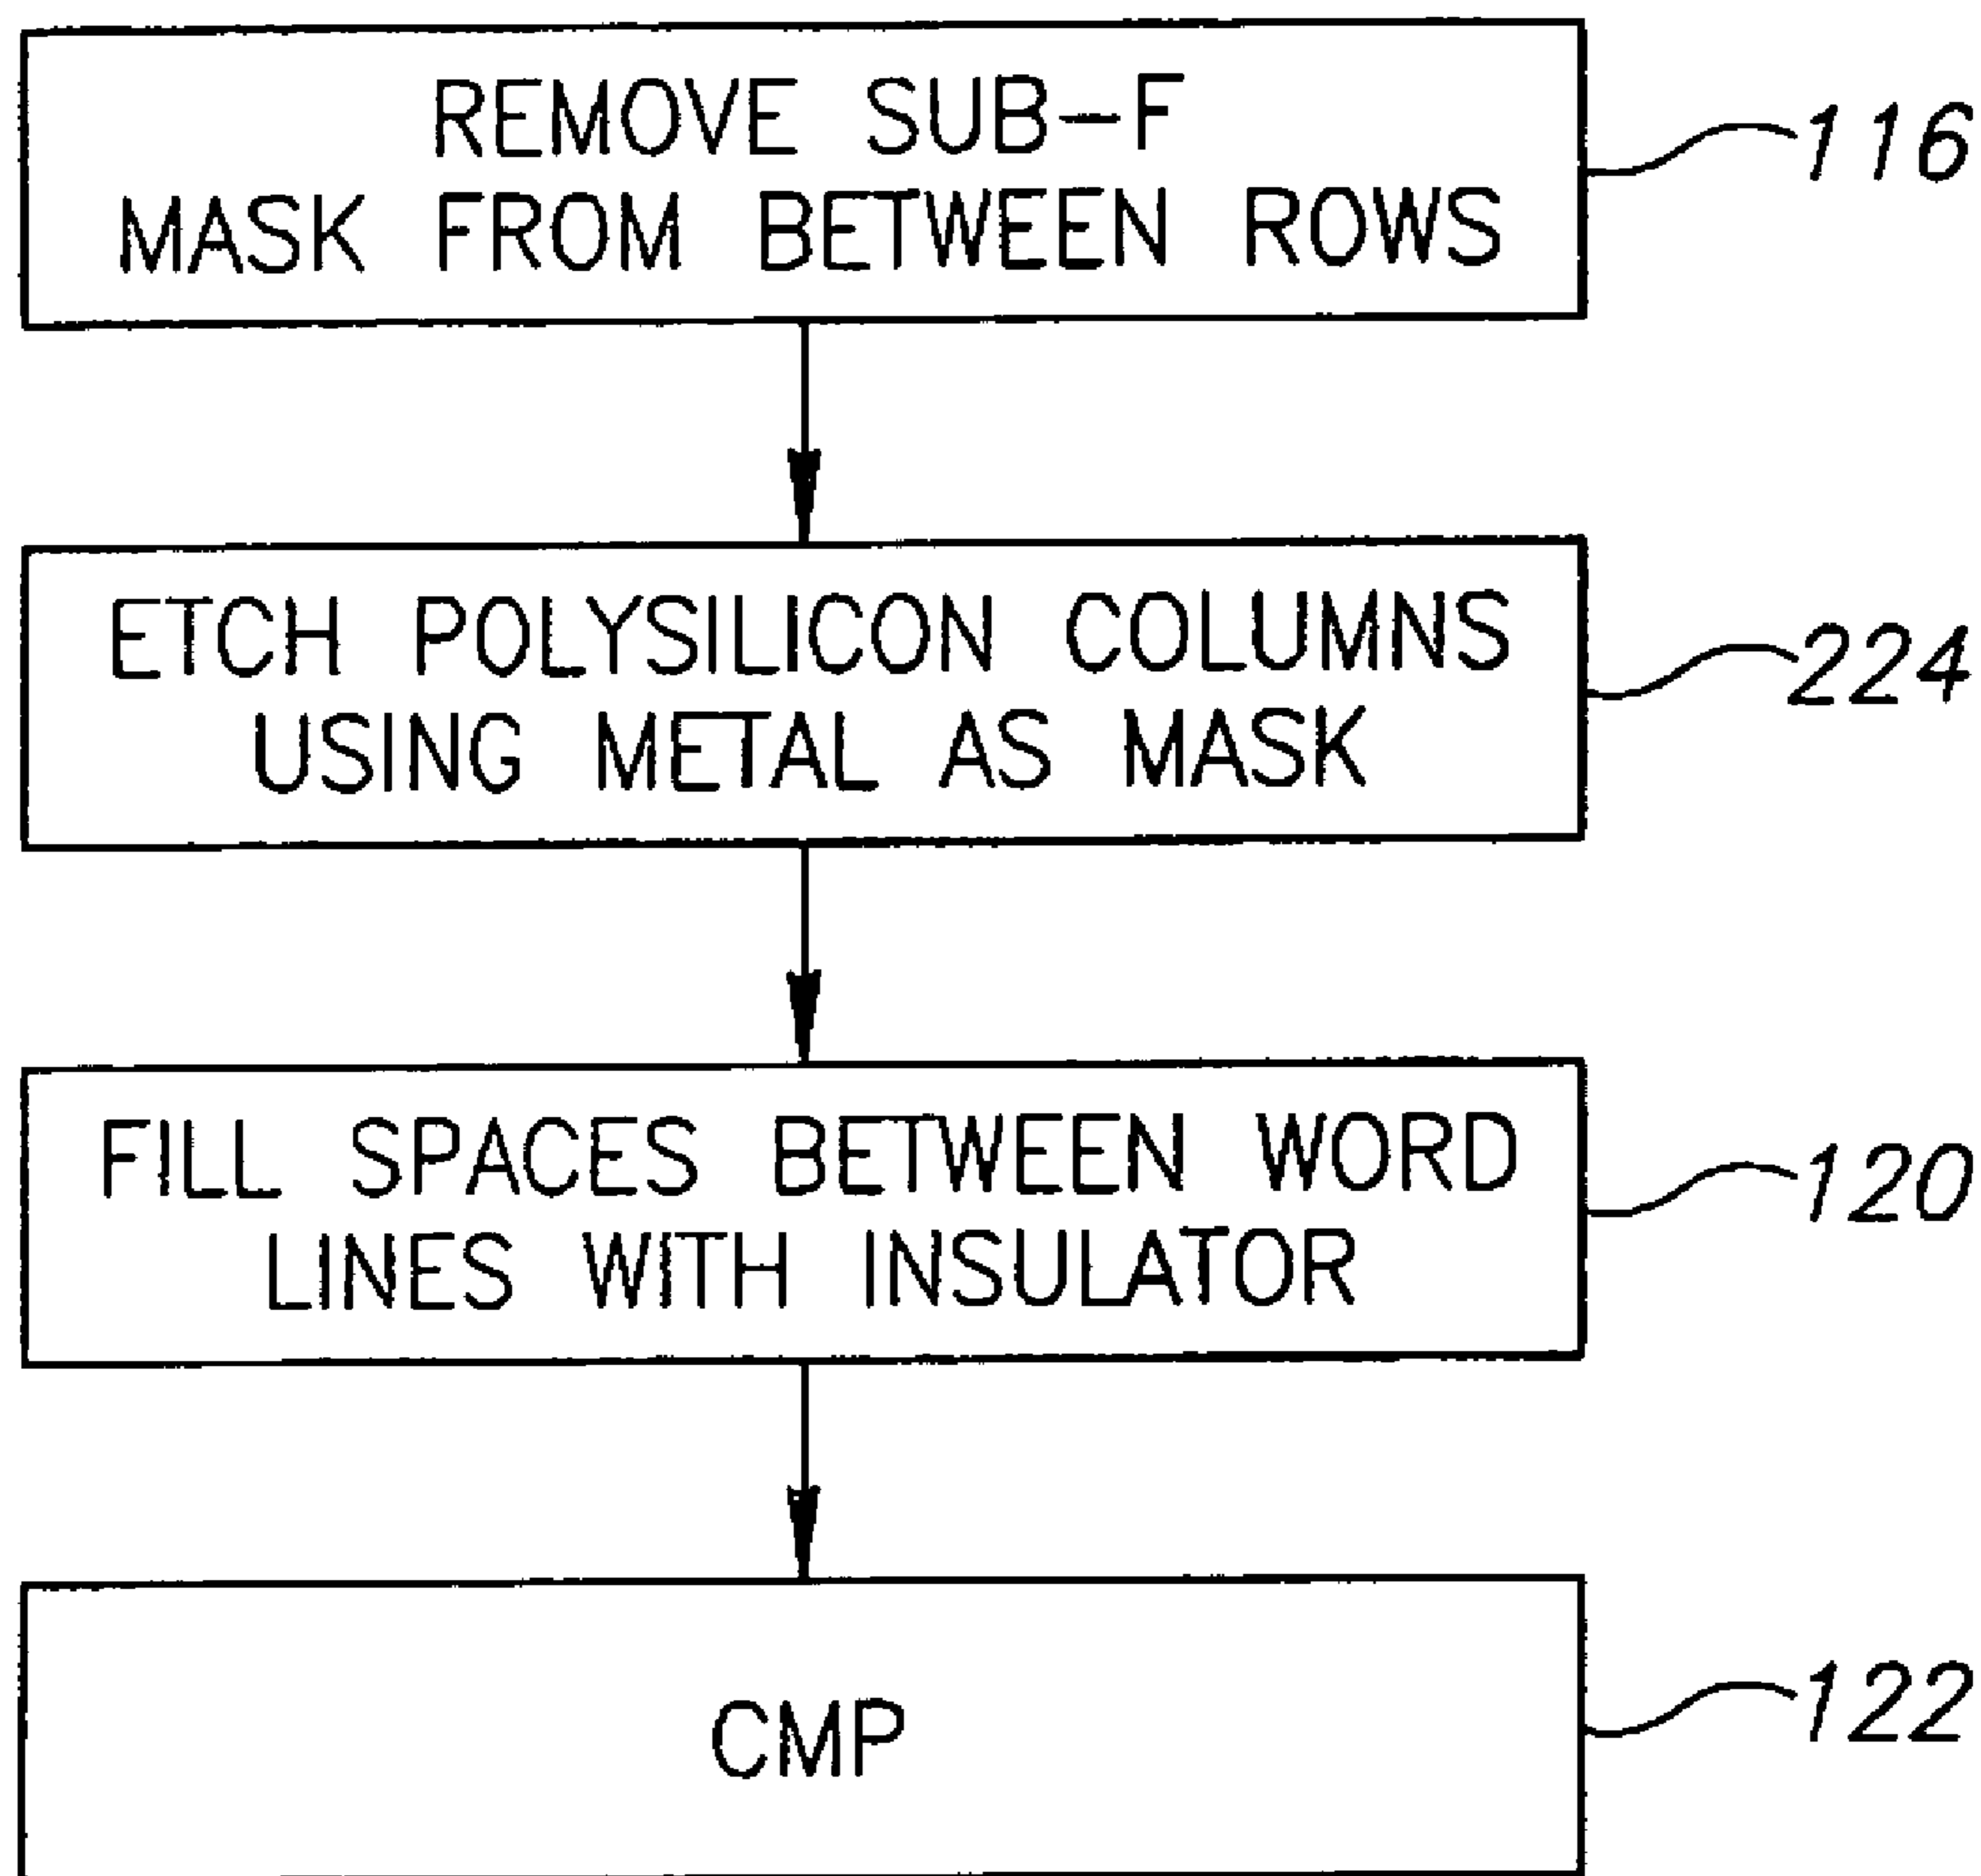 REMOVE SUB-F
MASK FROM BETWEEN ROWS
116
ETCH POLYSILICON COLUMNS
USING METAL AS MASK
224
FILL SPACES BETWEEN WORD
LINES WITH INSULATOR
120
CMP
122